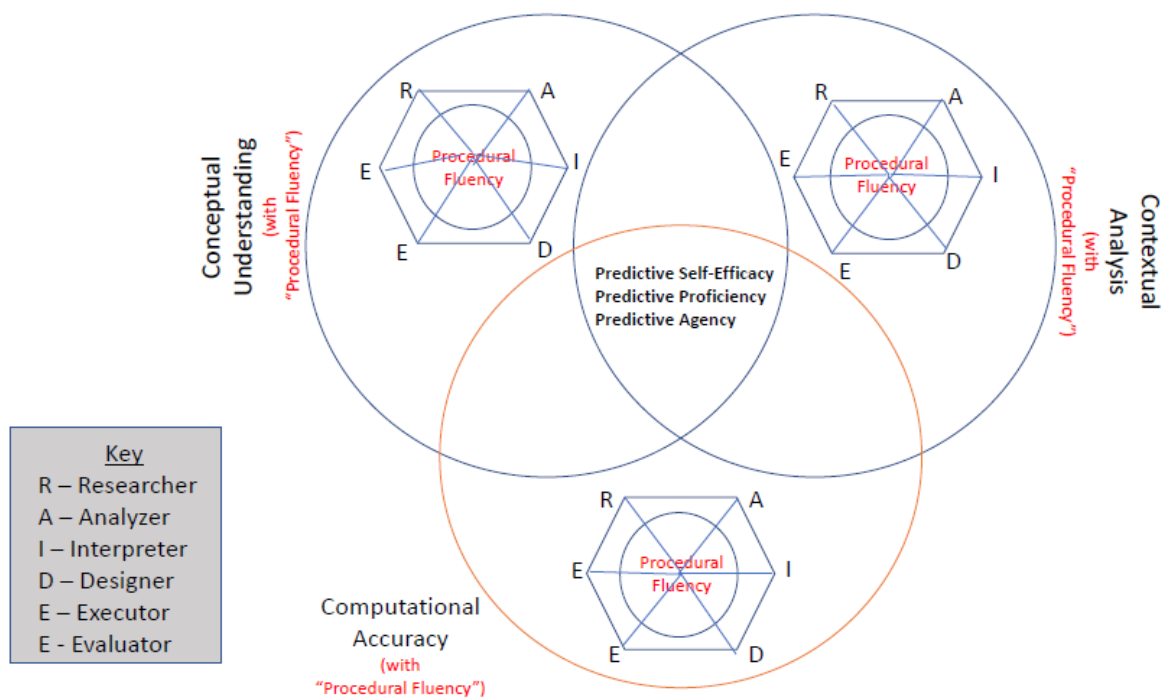 R A
E I
E D
Procedural
Fluency
R A
E I
E D
Procedural
Fluency
Conceptual
Understanding
(with
“Procedural Fluency”)
Contextual
Analysis
(with
“Procedural Fluency”)
Predictive Self-Efficacy
Predictive Proficiency
Predictive Agency
Key
R – Researcher
A – Analyzer
I – Interpreter
D – Designer
E – Executor
E - Evaluator
R A
E I
E D
Procedural
Fluency
Computational
Accuracy
(with
“Procedural Fluency”)